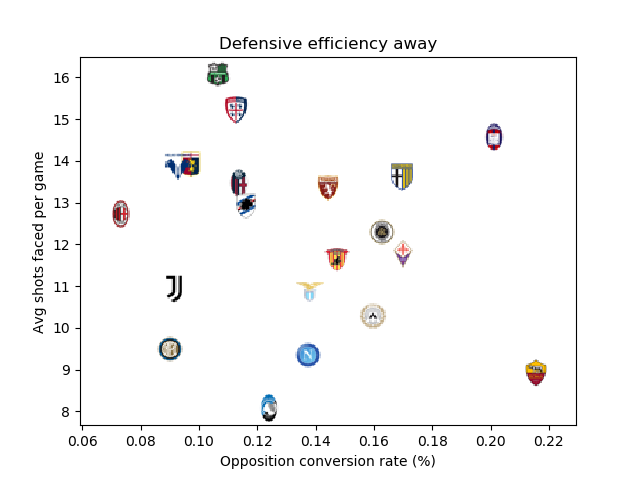 Defensive efficiency away
16
15
14
13
12
11
10
9
8
Avg shots faced per game
0.06 0.08 0.10 0.12 0.14 0.16 0.18 0.20 0.22
Opposition conversion rate (%)
N